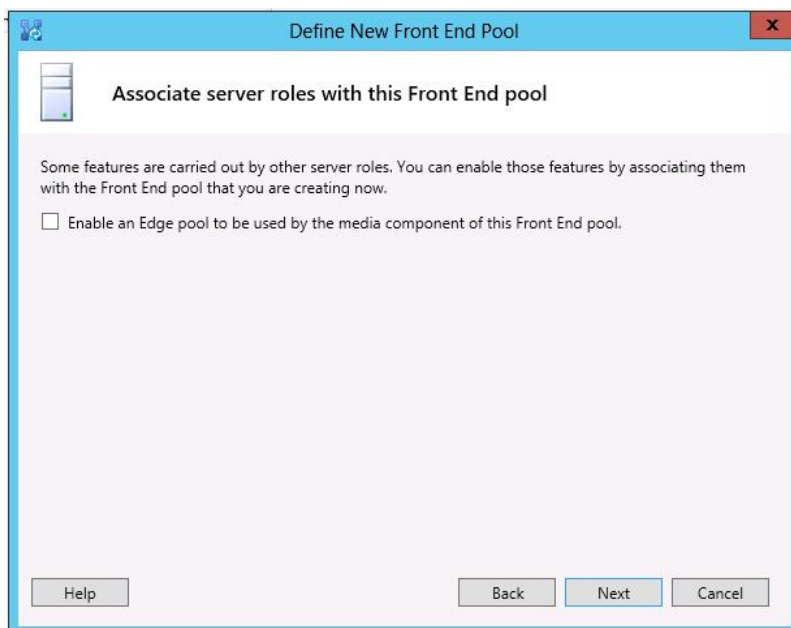 Define New Front End Pool
x
Associate server roles with this Front End pool
Some features are carried out by other server roles. You can enable those features by associating them
with the Front End pool that you are creating now.
Enable an Edge pool to be used by the media component of this Front End pool.
Help
Back
Next
Cancel